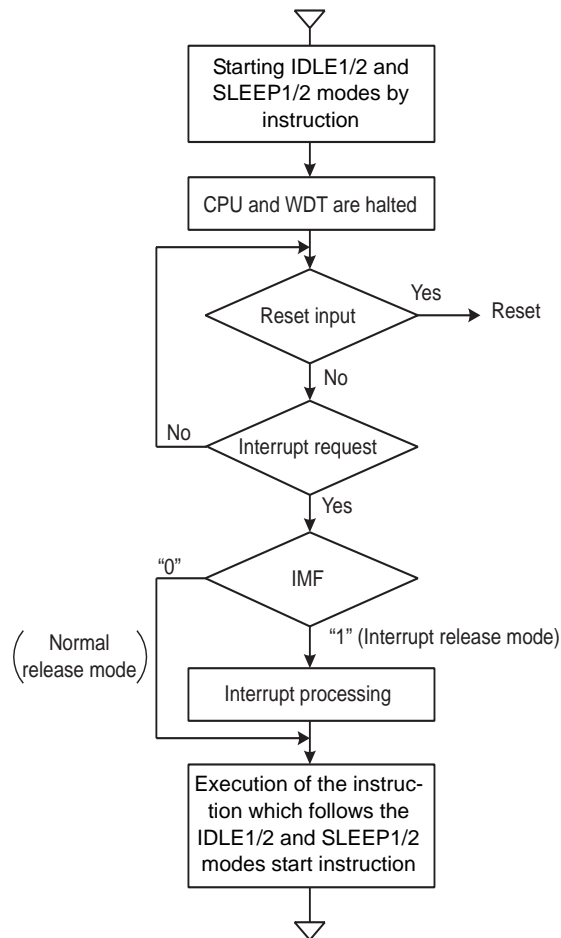 Starting IDLE1/2 and
SLEEP1/2 modes by
instruction
CPU and WDT are halted
Reset input
Yes
Reset
No
No
Interrupt request
Yes
“0”
IMF
(Normal
release mode)
“1” (Interrupt release mode)
Interrupt processing
Execution of the instruc-
tion which follows the
IDLE1/2 and SLEEP1/2
modes start instruction